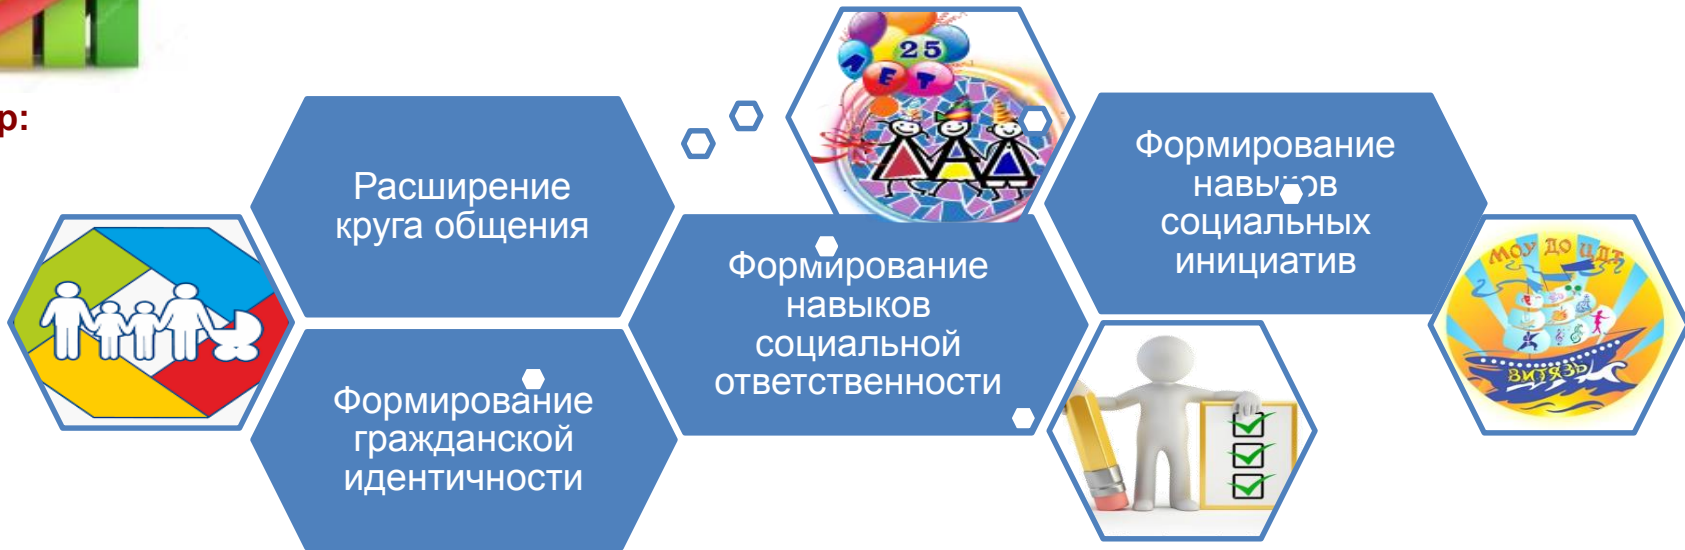 р:
25
ЛЕТ
Расширение
круга общения
Формирование
гражданской
идентичности
Формирование
навыков
социальной
ответственности
Формирование
навыков
социальных
инициатив
МОУ ДО ЦДТ
ВИТЯЗЬ